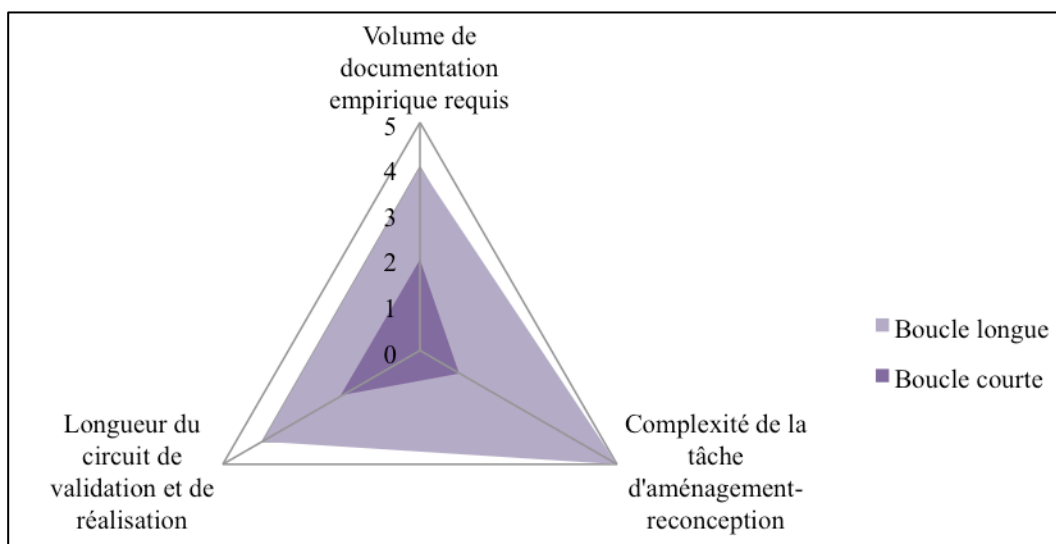 Volume de
documentation
empirique requis
5
4
3
2
1
0
Boucle longue
Boucle courte
Longueur du
circuit de
validation et de
réalisation
Complexité de la
tâche
d'aménagement-
reconception